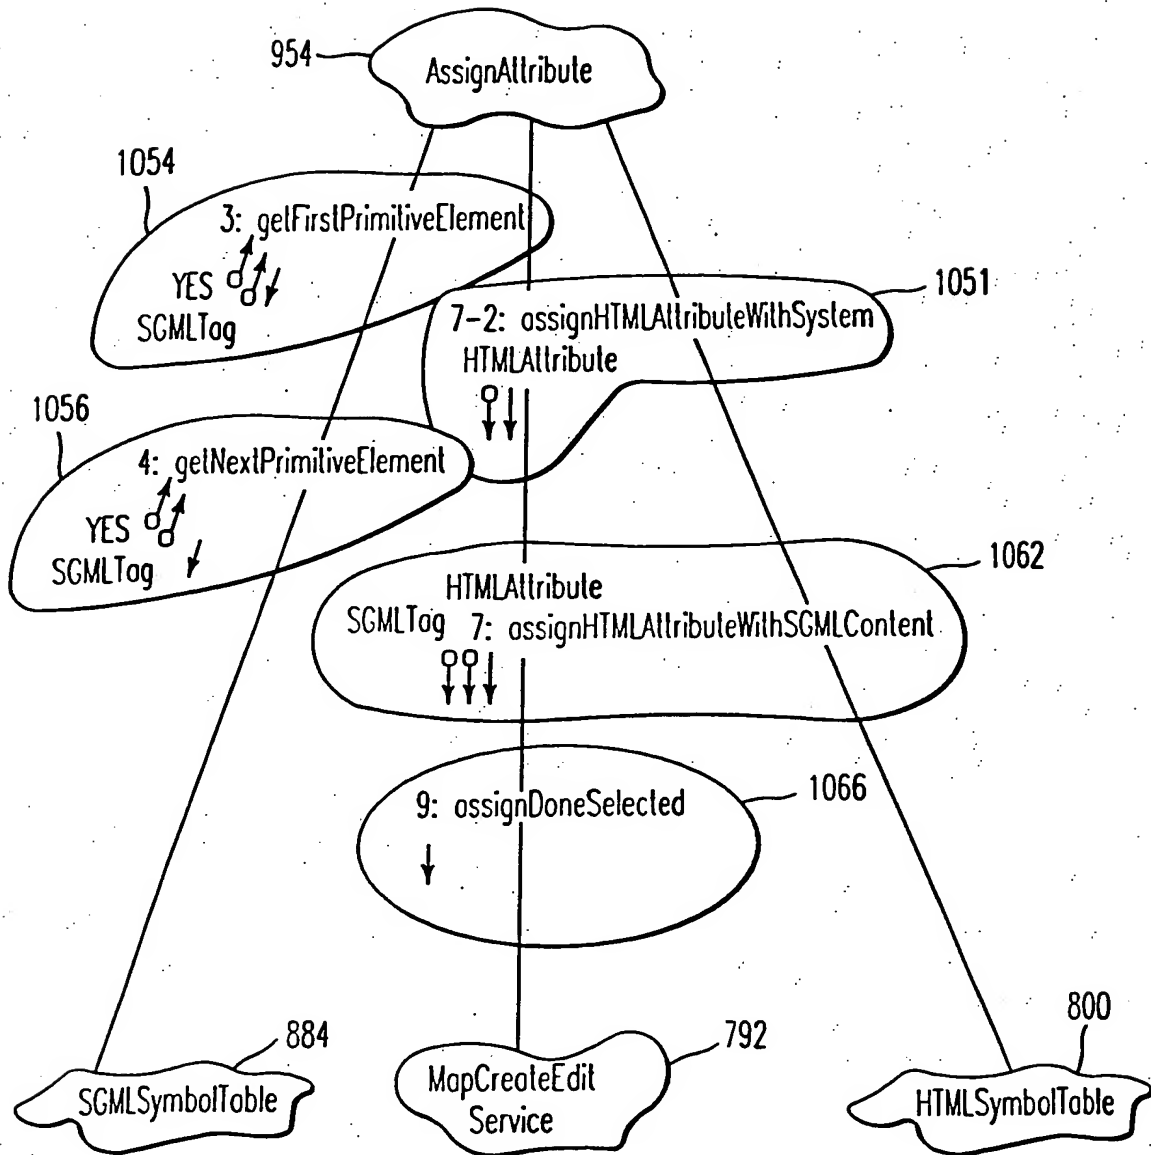 954
AssignAttribute
1054
3: getFirstPrimitiveElement
YES
SGMLTag
1051
7-2: assignHTMLAttributeWithSystem
HTMLAttribute
1056
4: getNextPrimitiveElement
YES
SGMLTag
1062
HTMLAttribute
SGMLTag 7: assignHTMLAttributeWithSGMLContent
1066
9: assignDoneSelected
884
SGMLSymbolTable
792
MapCreateEdit
Service
800
HTMLSymbolTable